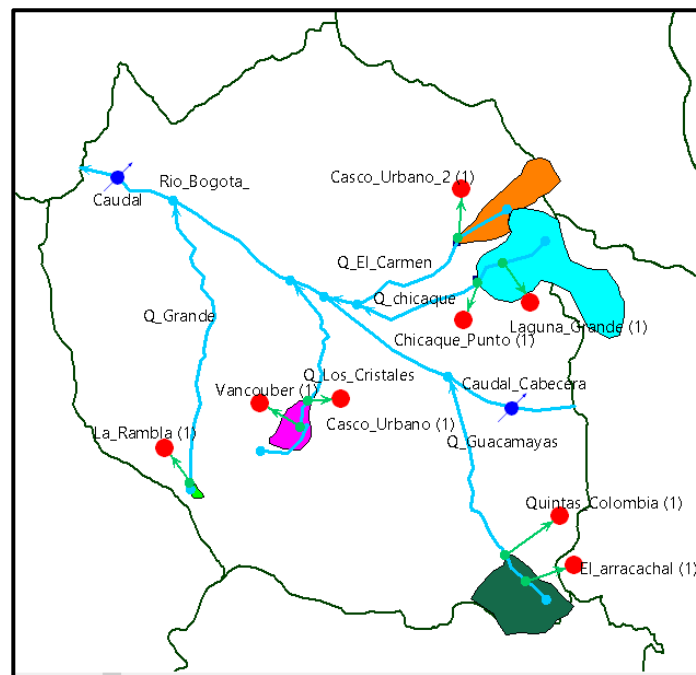 Casco_Urbano_2 (1)
Rio_Bogota_
Caudal
Q_El_Carmen
Q_chicaque
Q_Grande
Laguna_Grande (1)
Chicaque_Punto (1)
Q_Los_Cristales
Caudal_Cabecera
Vancouber (1)
Casco_Urbano (1)
La_Rambla (1)
Q_Guacamayas
Quintas_Colombia (1)
El_arracachal (1)